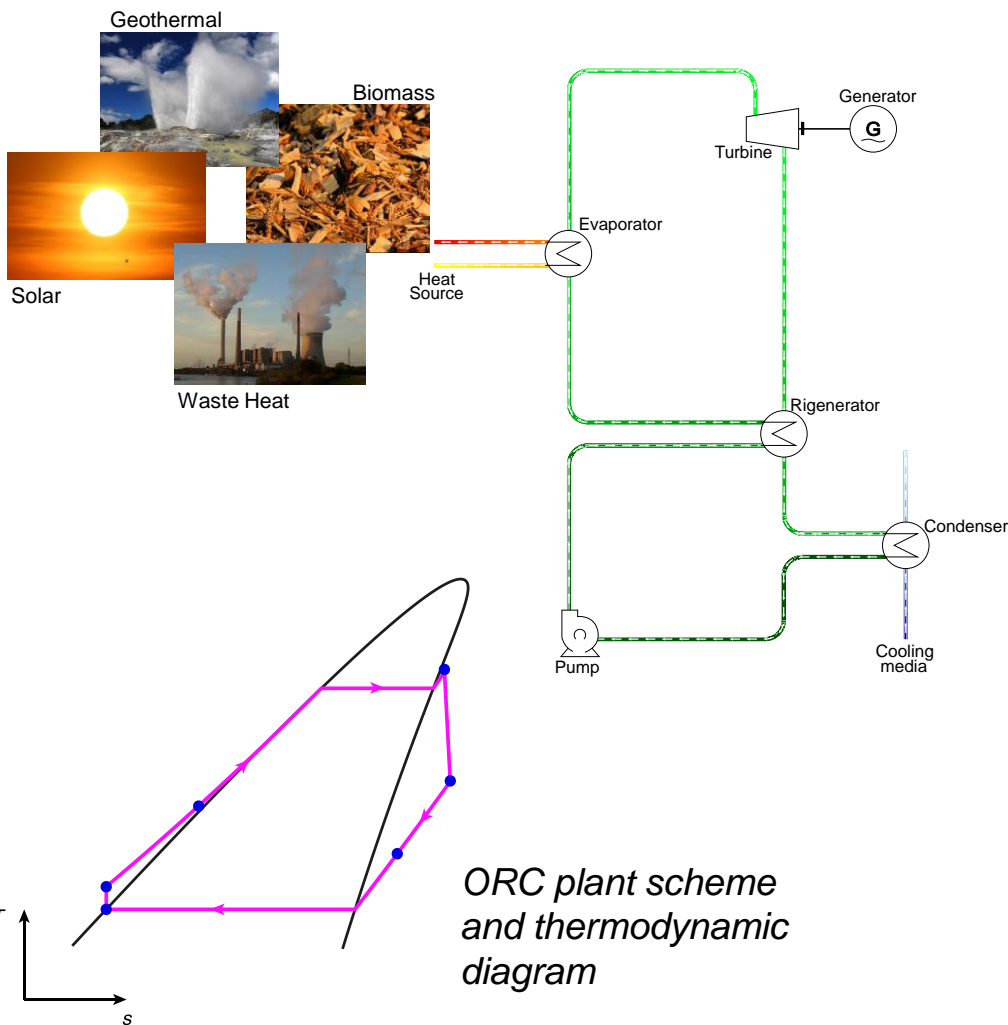 Geothermal
Biomass
Solar
Waste Heat
Heat
Source
Evaporator
Turbine
Generator
G
Rigenerator
Condenser
Cooling
media
Pump
s
ORC plant scheme
and thermodynamic
diagram